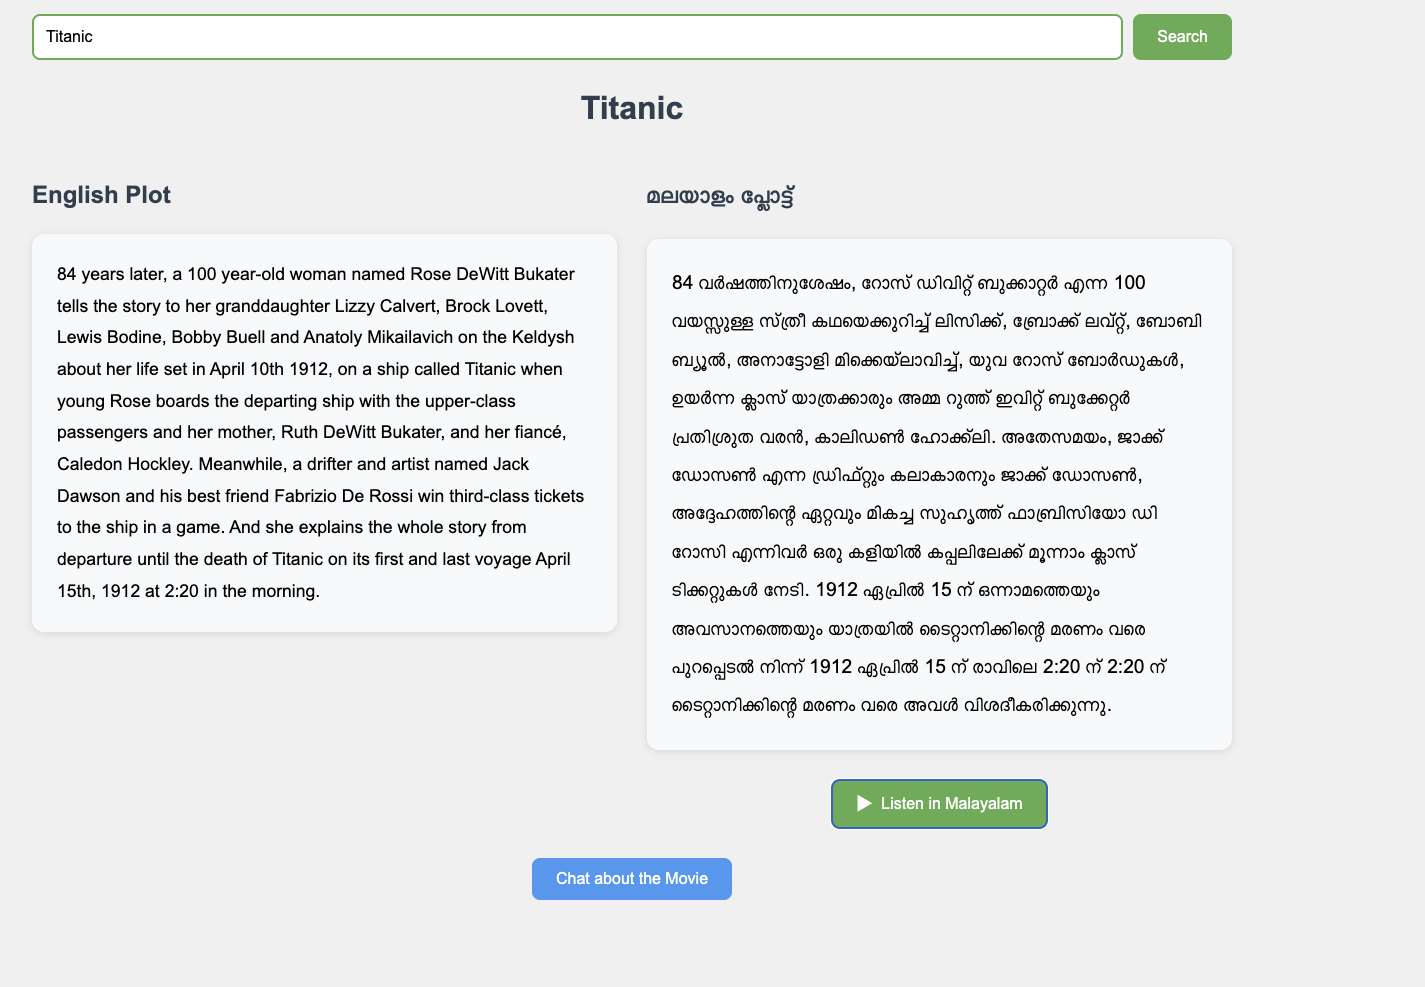 Titanic
Search
Titanic
English Plot
84 years later, a 100 year-old woman named Rose DeWitt Bukater
tells the story to her granddaughter Lizzy Calvert, Brock Lovett,
Lewis Bodine, Bobby Buell and Anatoly Mikailavich on the Keldysh
about her life set in April 10th 1912, on a ship called Titanic when
young Rose boards the departing ship with the upper-class
passengers and her mother, Ruth DeWitt Bukater, and her fiancé,
Caledon Hockley. Meanwhile, a drifter and artist named Jack
Dawson and his best friend Fabrizio De Rossi win third-class tickets
to the ship in a game. And she explains the whole story from
departure until the death of Titanic on its first and last voyage April
15th, 1912 at 2:20 in the morning.
മലയാളം പ്ലോട്ട്
84 വർഷത്തിനുശേഷം, റോസ് ഡിവിറ്റ് ബുക്കാറ്റർ എന്ന 100
വയസ്സുള്ള സ്ത്രീ കഥയെക്കുറിച്ച് ലിസിക്ക്, ബ്രോക്ക് ലവ്റ്റ്, ബോബി
ബ്യൂൽ, അനാട്ടോളി മിക്കെയ്ലാവിച്ച്, യുവ റോസ് ബോർഡുകൾ,
ഉയർന്ന ക്ലാസ് യാത്രക്കാരും അമ്മ റൂത്ത് ഇവിറ്റ് ബുക്കേറ്റർ
പ്രതിശ്രുത വരൻ, കാലിഡൺ ഹോക്ക്ലി. അതേസമയം, ജാക്ക്
ഡോസൺ എന്ന ഡ്രിഫ്റ്റും കലാകാരനും ജാക്ക് ഡോസൺ,
അദ്ദേഹത്തിന്റെ ഏറ്റവും മികച്ച സുഹൃത്ത് ഫാബ്രിസിയോ ഡി
റോസി എന്നിവർ ഒരു കളിയിൽ കപ്പലിലേക്ക് മൂന്നാം ക്ലാസ്
ടിക്കറ്റുകൾ നേടി. 1912 ഏപ്രിൽ 15 ന് ഒന്നാമത്തെയും
അവസാനത്തെയും യാത്രയിൽ ടൈറ്റാനിക്കിന്റെ മരണം വരെ
പുറപ്പെടൽ നിന്ന് 1912 ഏപ്രിൽ 15 ന് രാവിലെ 2:20 ന് 2:20 ന്
ടൈറ്റാനിക്കിന്റെ മരണം വരെ അവൾ വിശദീകരിക്കുന്നു.
Listen in Malayalam
Chat about the Movie